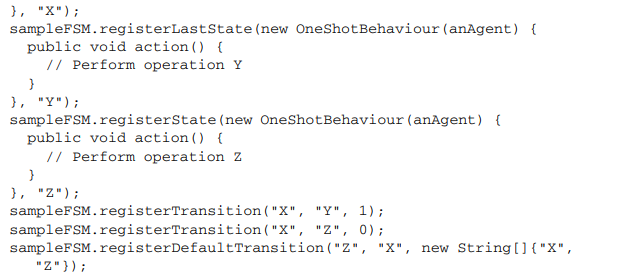 }, "X");
sampleFSM.registerLastState(new OneShotBehaviour(anAgent) {
public void action() {
// Perform operation Y
}
}, "Y");
sampleFSM.registerState(new OneShotBehaviour(anAgent) {
public void action() {
// Perform operation Z
}
}, "Z");
sampleFSM.registerTransition("X", "Y", 1);
sampleFSM.registerTransition("X", "Z", 0);
sampleFSM.registerDefaultTransition("Z", "X", new String[]{"X",
"Z"});